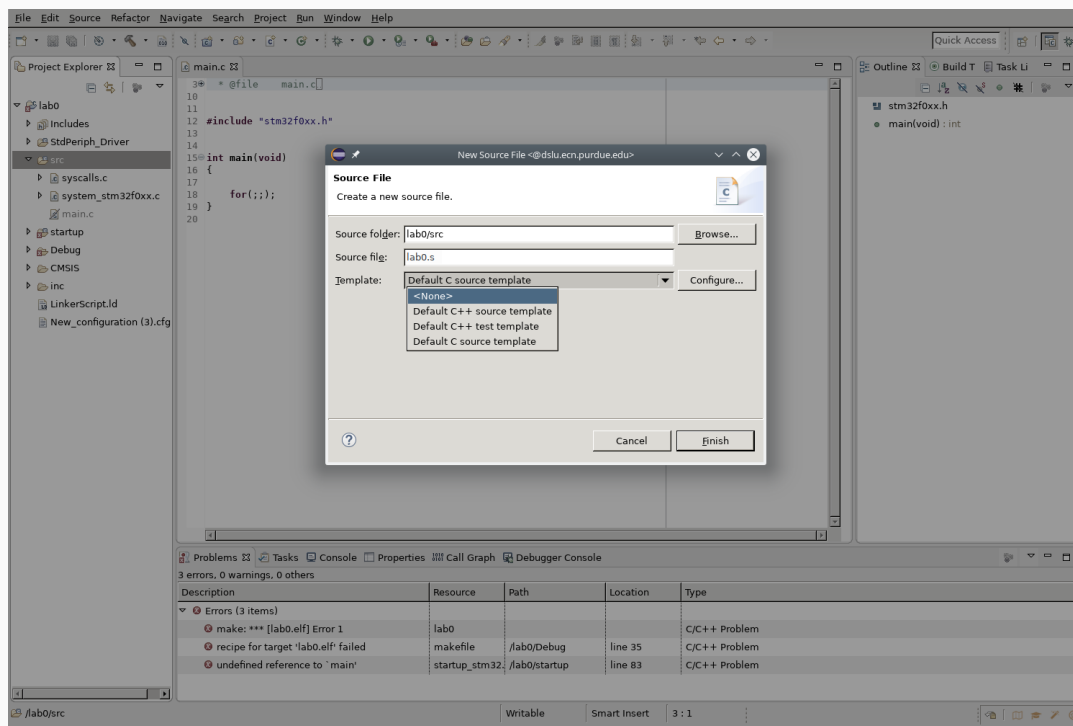 File Edit Source Refactor Navigate Search Project Run Window Help
Quick Access
Project Explorer
main.c
Outline Build T Task Li
lab0
Includes
StdPeriph_Driver
src
syscalls.c
system_stm32f0xx.c
main.c
startup
Debug
CMSIS
inc
LinkerScript.ld
New_configuration (3).cfg
3 * @file main.c
10
11
12 #include "stm32f0xx.h"
13
14
15 int main(void)
16 {
17
18 for(;;);
19 }
20
stm32f0xx.h
main(void) : int
New Source File <@dslu.ecn.purdue.edu>
Source File
Create a new source file.
Source folder: lab0/src Browse...
Source file: lab0.s
Template: Default C source template Configure...
<None>
Default C++ source template
Default C++ test template
Default C source template
? Cancel Finish
Problems Tasks Console Properties Call Graph Debugger Console
3 errors, 0 warnings, 0 others
Description Resource Path Location Type
Errors (3 items)
make: *** [lab0.elf] Error 1 lab0 C/C++ Problem
recipe for target 'lab0.elf' failed makefile /lab0/Debug line 35 C/C++ Problem
undefined reference to `main' startup_stm32. /lab0/startup line 83 C/C++ Problem
/lab0/src Writable Smart Insert 3 : 1